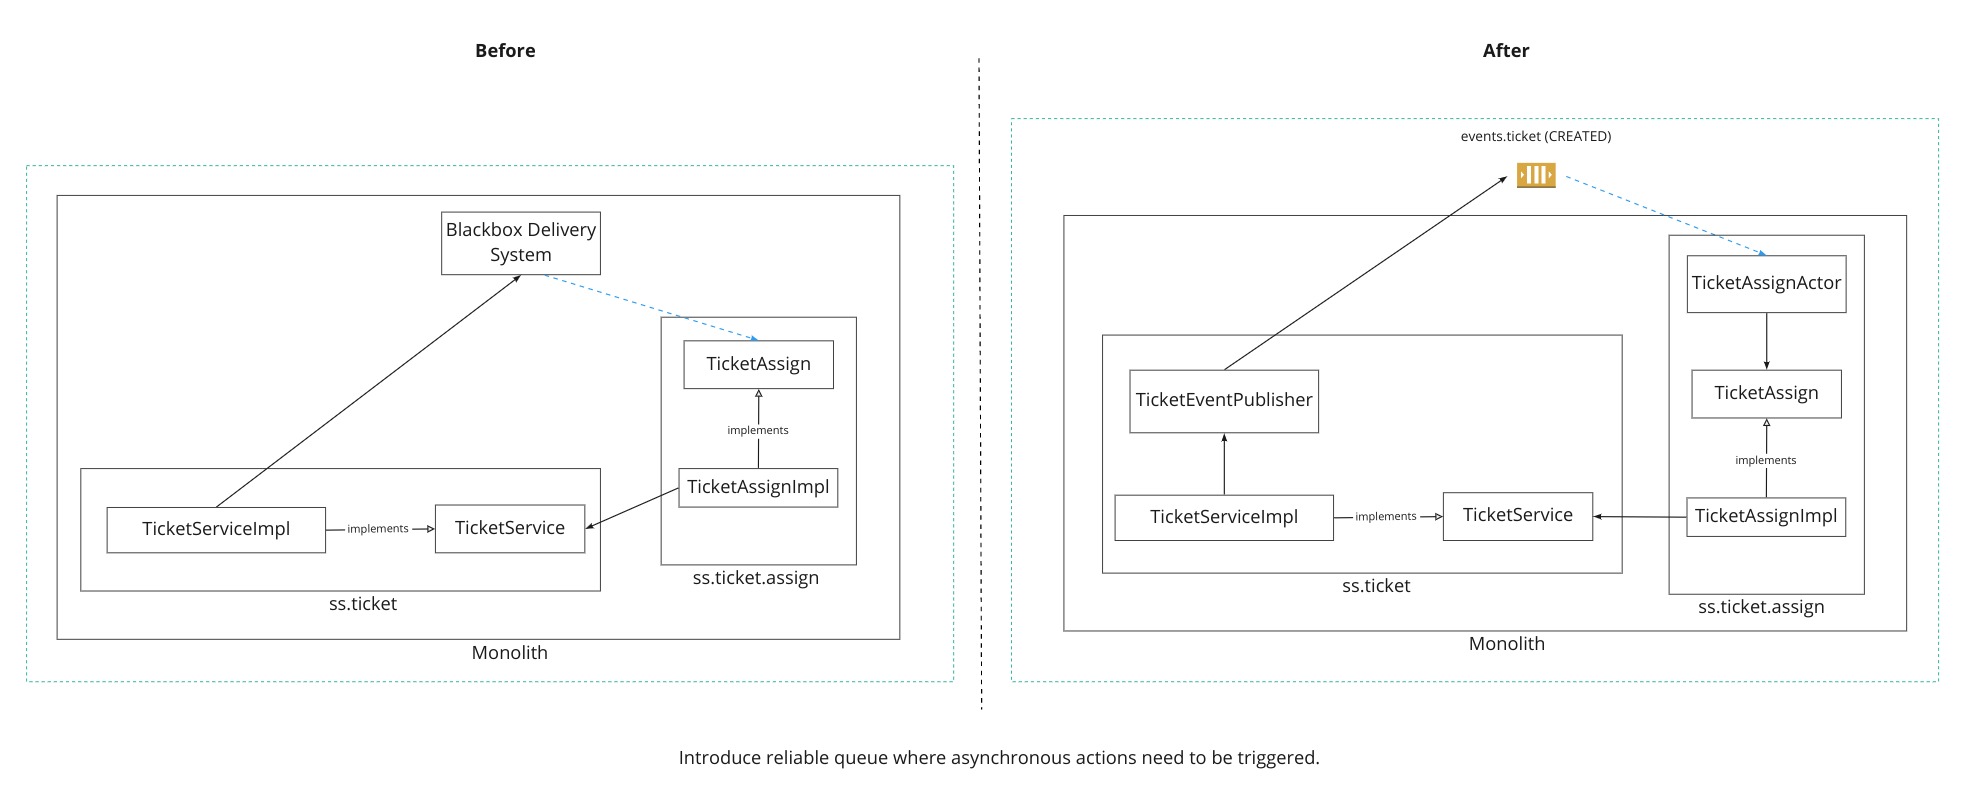 Before
Blackbox Delivery
System
TicketAssign
implements
TicketAssignImpl
TicketServiceImpl
implements
TicketService
ss.ticket.assign
ss.ticket
Monolith
After
events.ticket (CREATED)
TicketAssignActor
TicketEventPublisher
TicketAssign
implements
TicketServiceImpl
implements
TicketService
TicketAssignImpl
ss.ticket
ss.ticket.assign
Monolith
Introduce reliable queue where asynchronous actions need to be triggered.